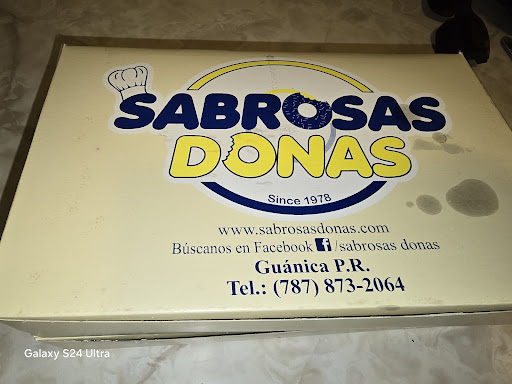 SABROSAS
DONAS
Since 1978
www.sabrosasdonas.com
Búscanos en Facebook f/sabrosas donas
Guánica P.R.
Tel.: (787) 873-2064
Galaxy S24 Ultra